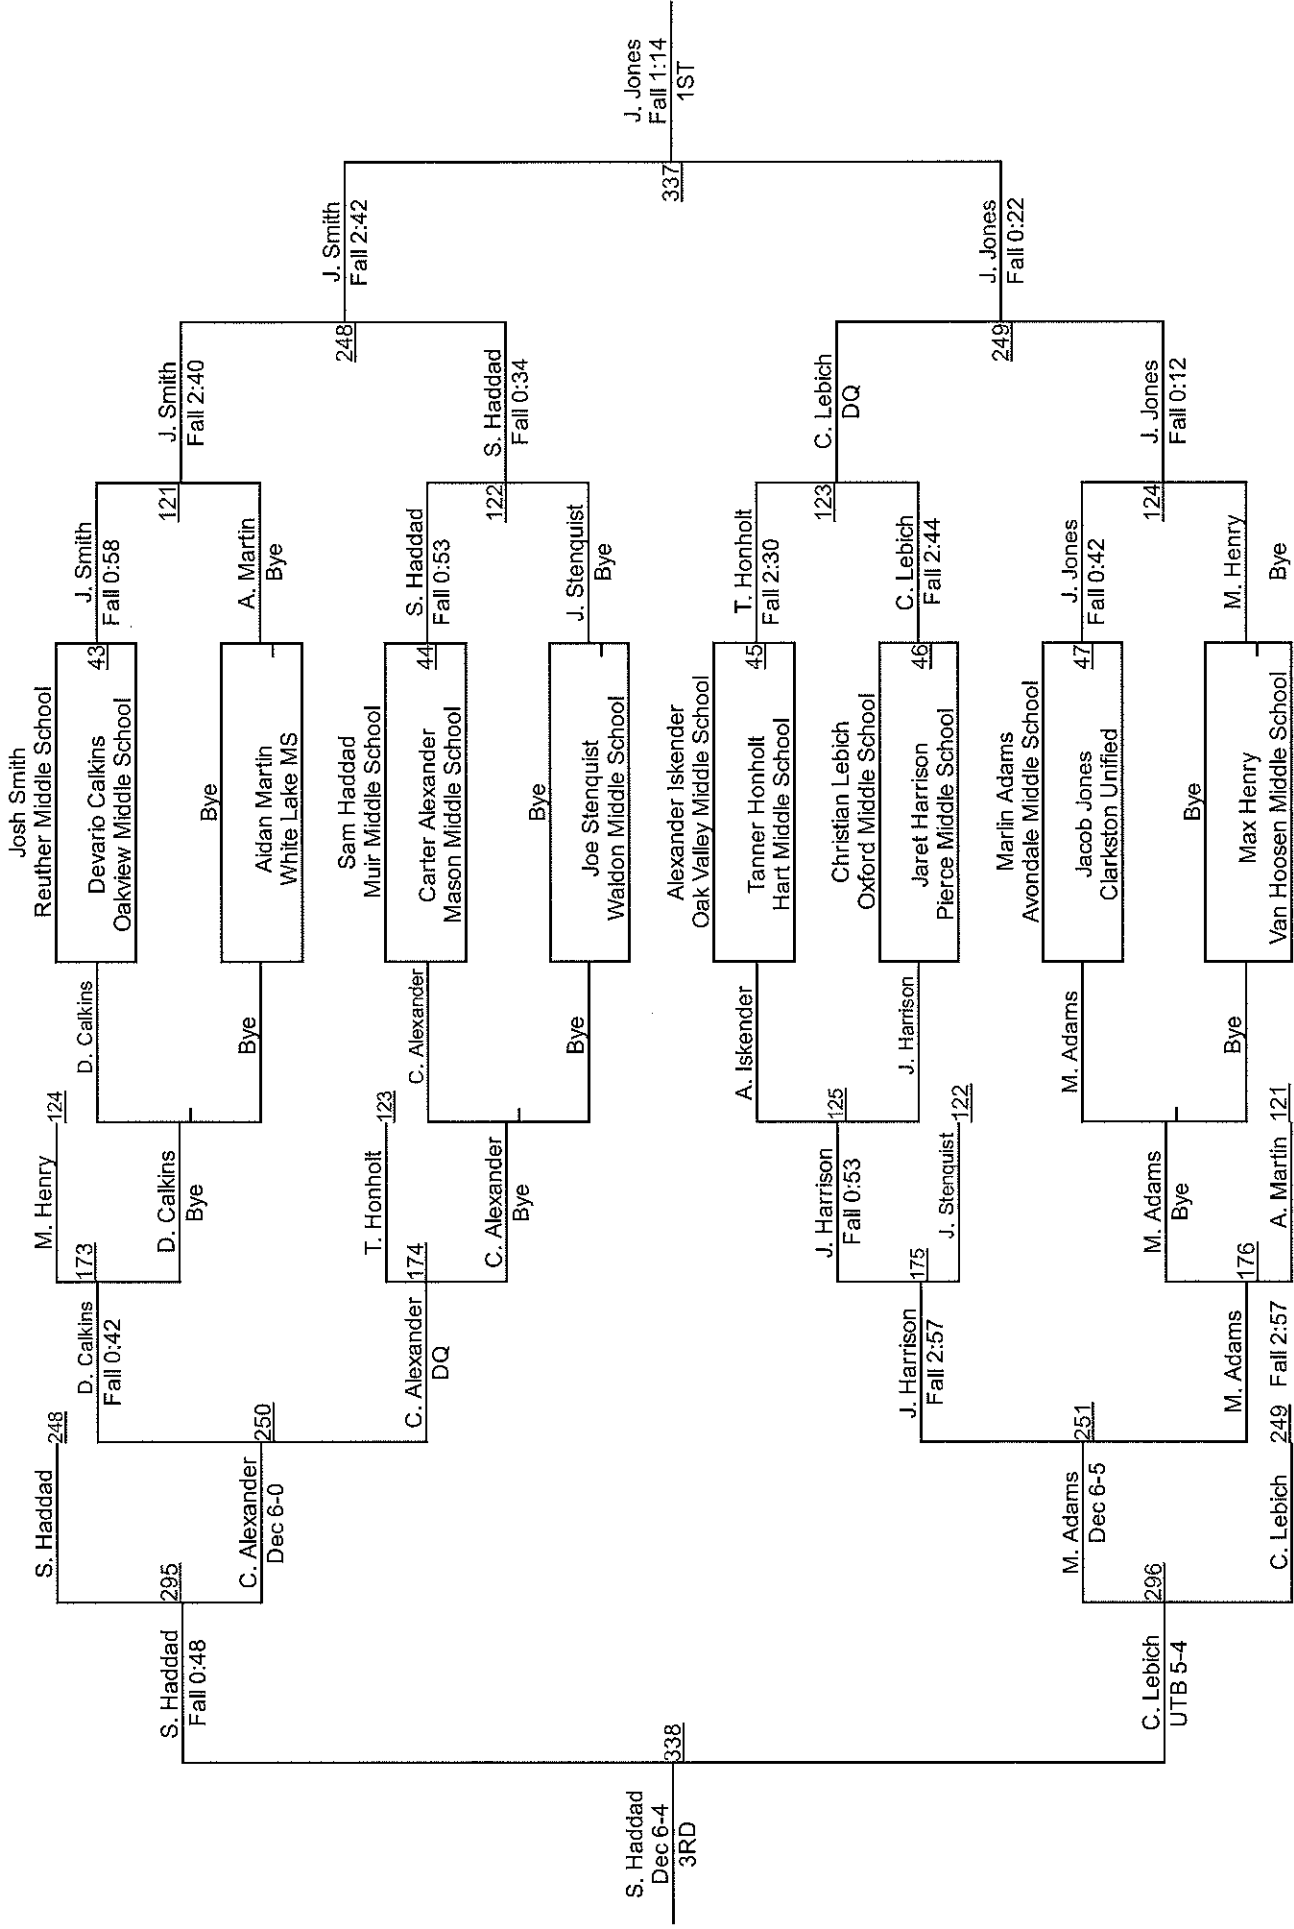 Josh Smith
Reuther Middle School
Devario Calkins
Oakview Middle School
43
Bye
Aidan Martin
White Lake MS
Sam Haddad
Muir Middle School
Carter Alexander
Mason Middle School
44
Bye
Joe Stenquist
Waldon Middle School
Alexander Iskender
Oak Valley Middle School
Tanner Honholt
Hart Middle School
45
Christian Lebich
Oxford Middle School
Jaret Harrison
Pierce Middle School
46
Marlin Adams
Avondale Middle School
Jacob Jones
Clarkston Unified
47
Bye
Max Henry
Van Hoosen Middle School
J. Smith
Fall 0:58
121
A. Martin
Bye
S. Haddad
Fall 0:53
122
J. Stenquist
Bye
T. Honholt
Fall 2:30
123
C. Lebich
Fall 2:44
J. Jones
Fall 0:42
124
M. Henry
Bye
J. Smith
Fall 2:40
248
S. Haddad
Fall 0:34
C. Lebich
DQ
249
J. Jones
Fall 0:12
J. Smith
Fall 2:42
337
J. Jones
Fall 0:22
J. Jones
Fall 1:14
1ST
D. Calkins
Bye
C. Alexander
Bye
A. Iskender
125
J. Harrison
M. Adams
Bye
M. Henry
124
173
D. Calkins
Bye
T. Honholt
123
174
C. Alexander
Bye
J. Harrison
Fall 0:53
175
J. Stenquist
122
M. Adams
Bye
176
A. Martin
121
S. Haddad
248
D. Calkins
Fall 0:42
250
C. Alexander
DQ
J. Harrison
Fall 2:57
251
M. Adams
Fall 2:57
295
C. Alexander
Dec 6-0
M. Adams
Dec 6-5
296
C. Lebich
249
S. Haddad
Fall 0:48
338
C. Lebich
UTB 5-4
S. Haddad
Dec 6-4
3RD